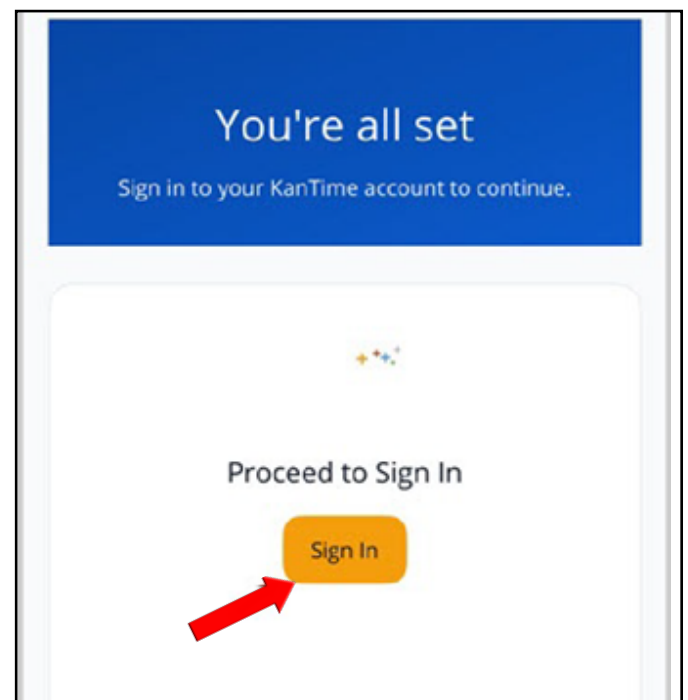 You're all set
Sign in to your KanTime account to continue.
Proceed to Sign In
Sign In